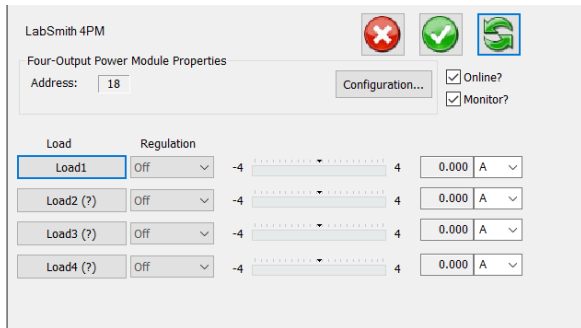 LabSmith 4PM
Four-Output Power Module Properties
Address: 18
Configuration...
Online?
Monitor?
Load Regulation
Load1 Off -4 4 0.000 A
Load2 (?) Off -4 4 0.000 A
Load3 (?) Off -4 4 0.000 A
Load4 (?) Off -4 4 0.000 A